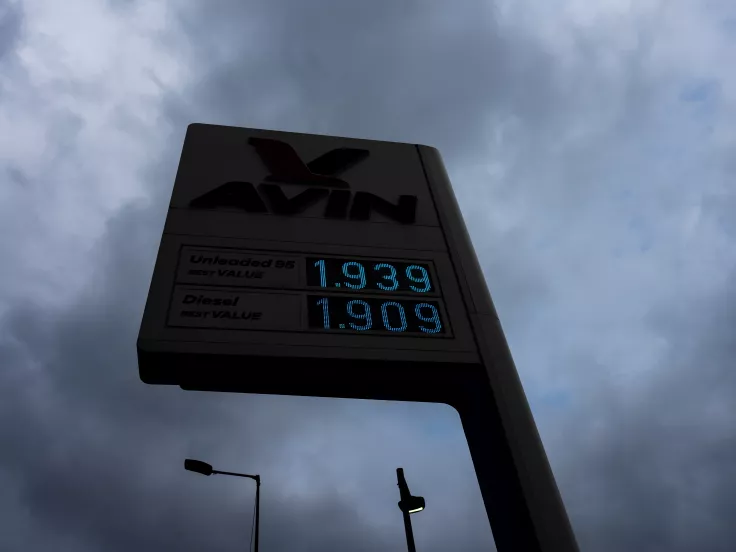 AVIN
Unleaded 95 1.939
BEST VALUE
Diesel 1.909
BEST VALUE